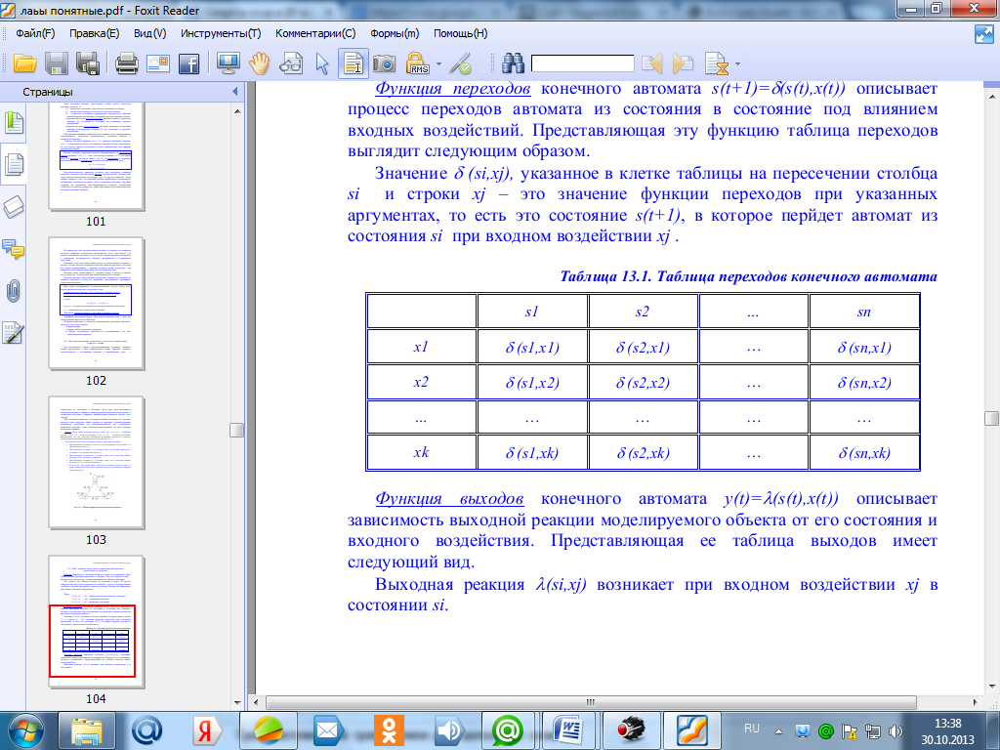 лаьы понятные.pdf - Foxit Reader
Файл(F) Правка(E) Вид(V) Инструменты(T) Комментарии(C) Формы(m) Помощь(H)
RMS
Страницы
101
102
103
104
Функция переходов конечного автомата s(t+1)=δ(s(t),x(t)) описывает
процесс переходов автомата из состояния в состояние под влиянием
входных воздействий. Представляющая эту функцию таблица переходов
выглядит следующим образом.
Значение δ (si,xj), указанное в клетке таблицы на пересечении столбца
si и строки xj – это значение функции переходов при указанных
аргументах, то есть это состояние s(t+1), в которое перйдет автомат из
состояния si при входном воздействии xj .
Таблица 13.1. Таблица переходов конечного автомата
s1 s2 ... sn
x1 δ (s1,x1) δ (s2,x1) … δ (sn,x1)
x2 δ (s1,x2) δ (s2,x2) … δ (sn,x2)
... … … … …
xk δ (s1,xk) δ (s2,xk) … δ (sn,xk)
Функция выходов конечного автомата y(t)=λ(s(t),x(t)) описывает
зависимость выходной реакции моделируемого объекта от его состояния и
входного воздействия. Представляющая ее таблица выходов имеет
следующий вид.
Выходная реакция λ(si,xj) возникает при входном воздействии xj в
состоянии si.
RU
13:38
30.10.2013